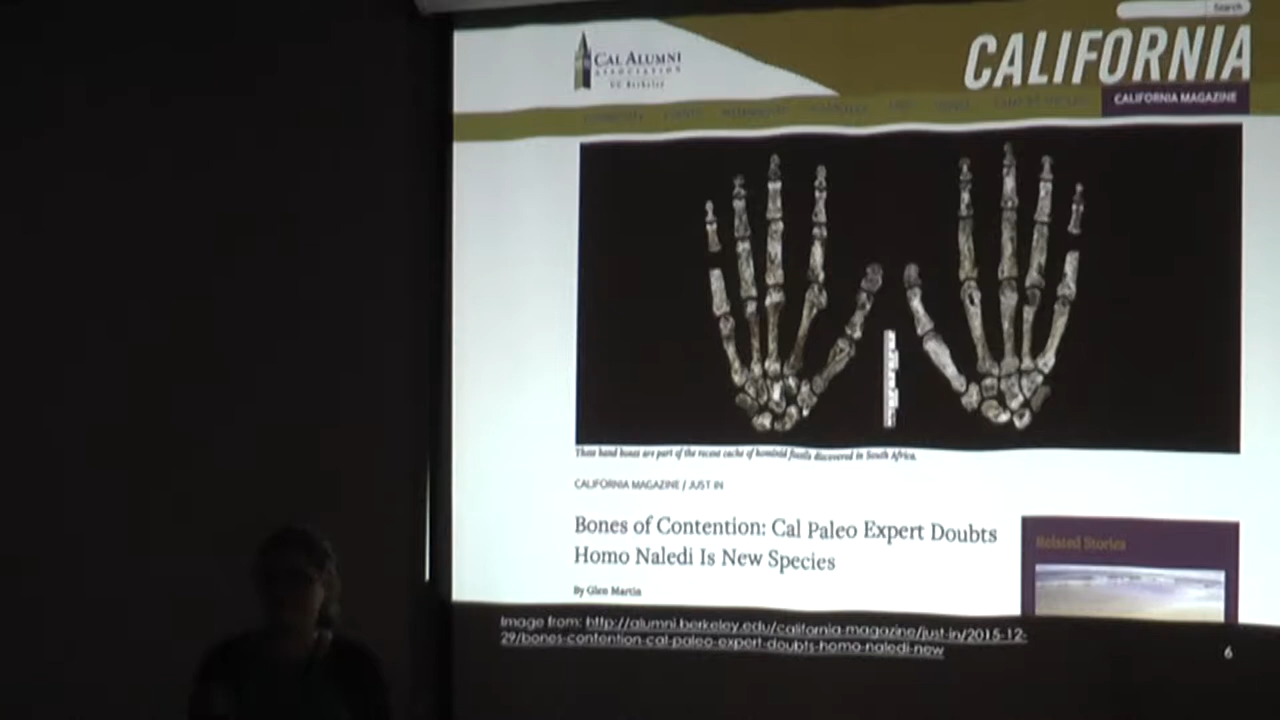 Search
CAL ALUMNI
ASSOCIATION
UC Berkeley
CALIFORNIA
CALIFORNIA MAGAZINE
These hand bones are part of the recent cache of hominid fossils discovered in South Africa.
CALIFORNIA MAGAZINE / JUST IN
Bones of Contention: Cal Paleo Expert Doubts
Homo Naledi Is New Species
By Glen Martin
Related Stories
Image from: http://alumni.berkeley.edu/california-magazine/just-in/2015-12-
29/bones-contention-cal-paleo-expert-doubts-homo-naledi-new
6